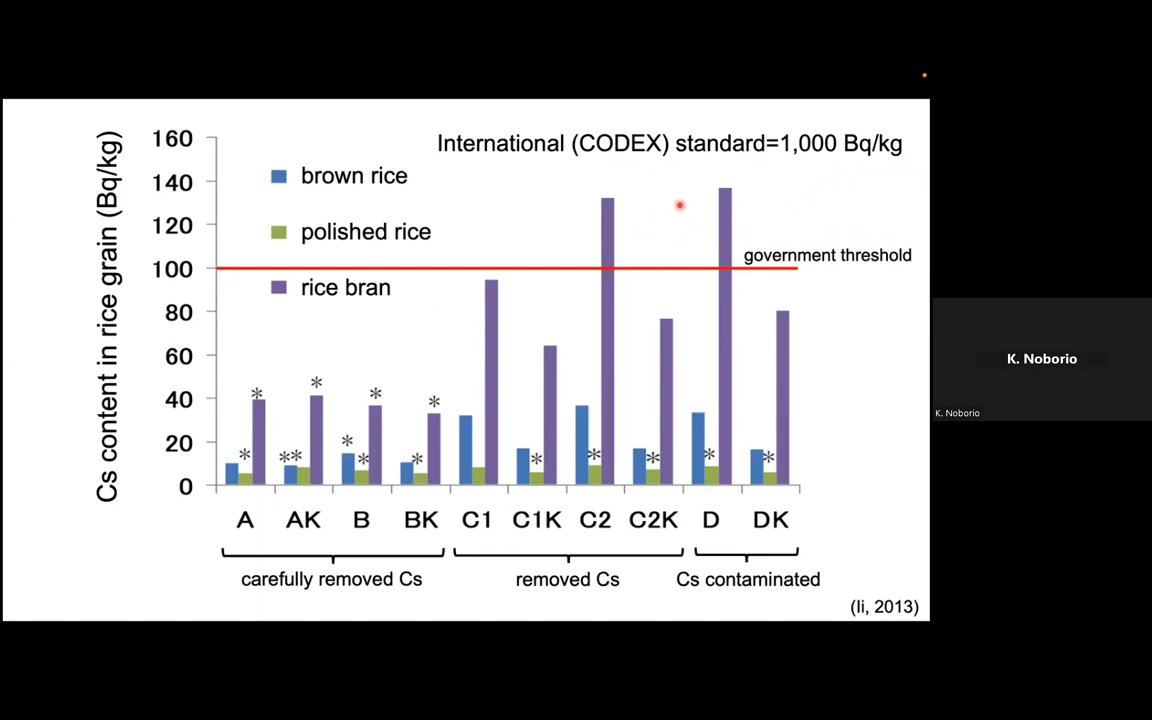 International (CODEX) standard=1,000 Bq/kg
Cs content in rice grain (Bq/kg)
160
140
120
100
80
60
40
20
0
brown rice
polished rice
rice bran
government threshold
* * ** * * * * * * * * * * *
A AK B BK C1 C1K C2 C2K D DK
carefully removed Cs removed Cs Cs contaminated
(Ii, 2013)
K. Noborio
K. Noborio